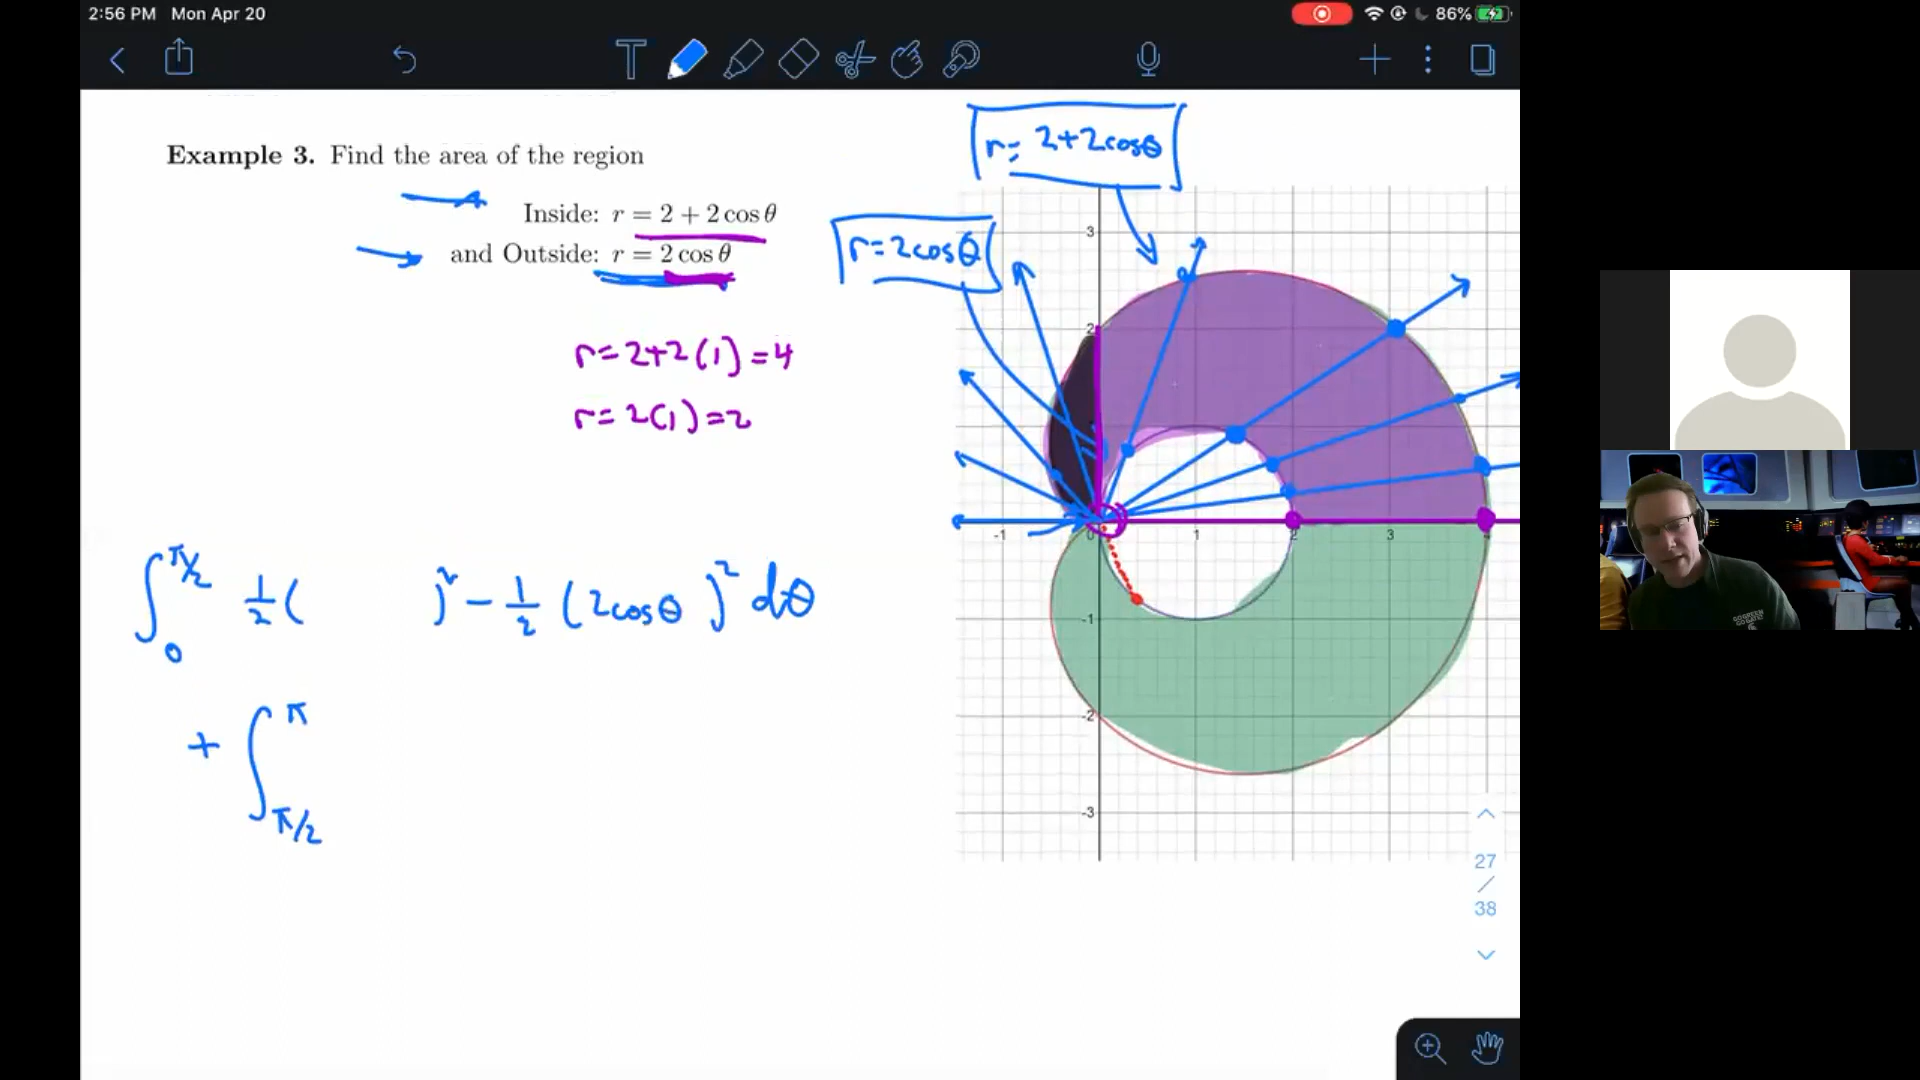 2:56 PM Mon Apr 20
86%
Example 3. Find the area of the region
Inside: r = 2 + 2 cos θ
and Outside: r = 2 cos θ
r = 2+2cosθ
r=2cosθ
r=2+2(1)=4
r=2(1)=2
∫₀^(π/2) ½( )² − ½(2cosθ)² dθ
+ ∫_(π/2)^π
3
2
-1 0 1 2 3 4
-1
-2
-3
27
/
38